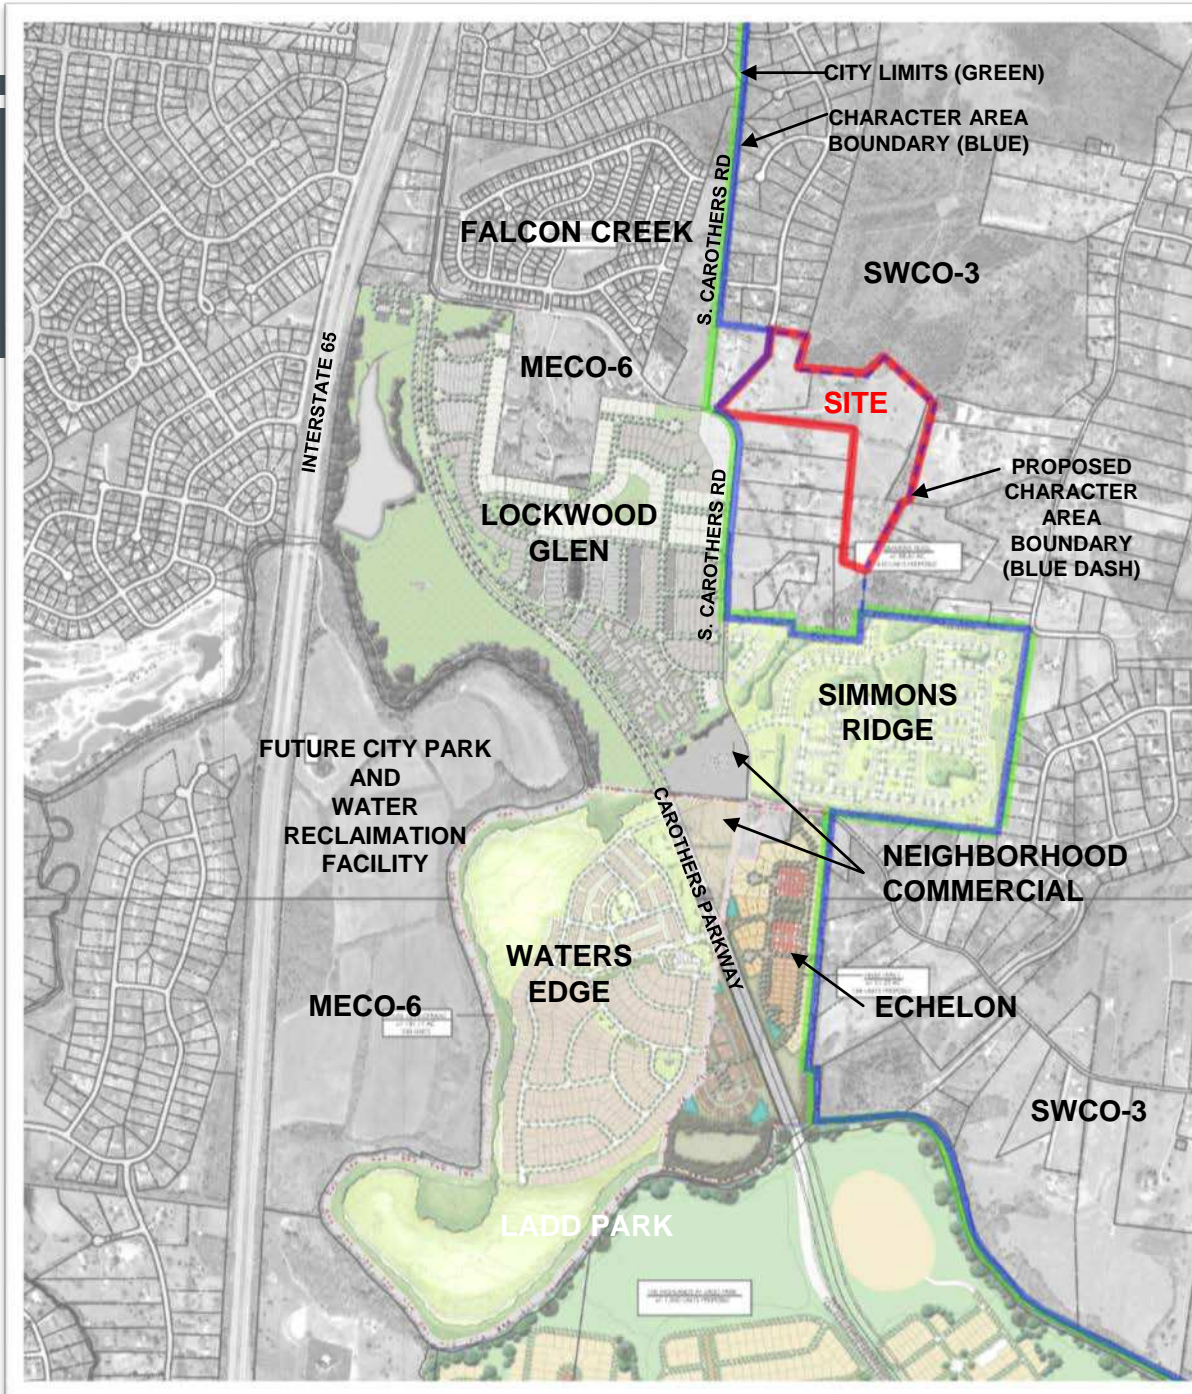 CITY LIMITS (GREEN)
CHARACTER AREA
BOUNDARY (BLUE)
S. CAROTHERS RD
FALCON CREEK
SWCO-3
INTERSTATE 65
MECO-6
SITE
PROPOSED
CHARACTER
AREA
BOUNDARY
(BLUE DASH)
LOCKWOOD
GLEN
S. CAROTHERS RD
SIMMONS
RIDGE
FUTURE CITY PARK
AND
WATER
RECLAIMATION
FACILITY
CAROTHERS PARKWAY
NEIGHBORHOOD
COMMERCIAL
WATERS
EDGE
MECO-6
ECHELON
SWCO-3
LADD PARK